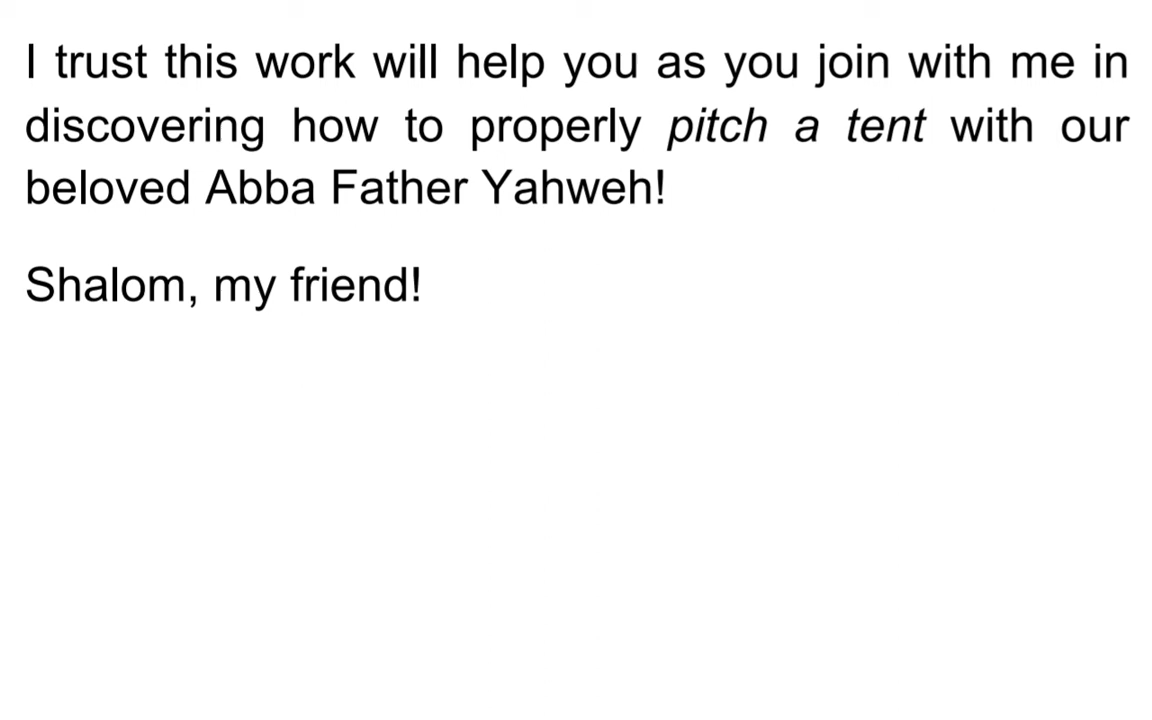 I trust this work will help you as you join with me in
discovering how to properly pitch a tent with our
beloved Abba Father Yahweh!
Shalom, my friend!